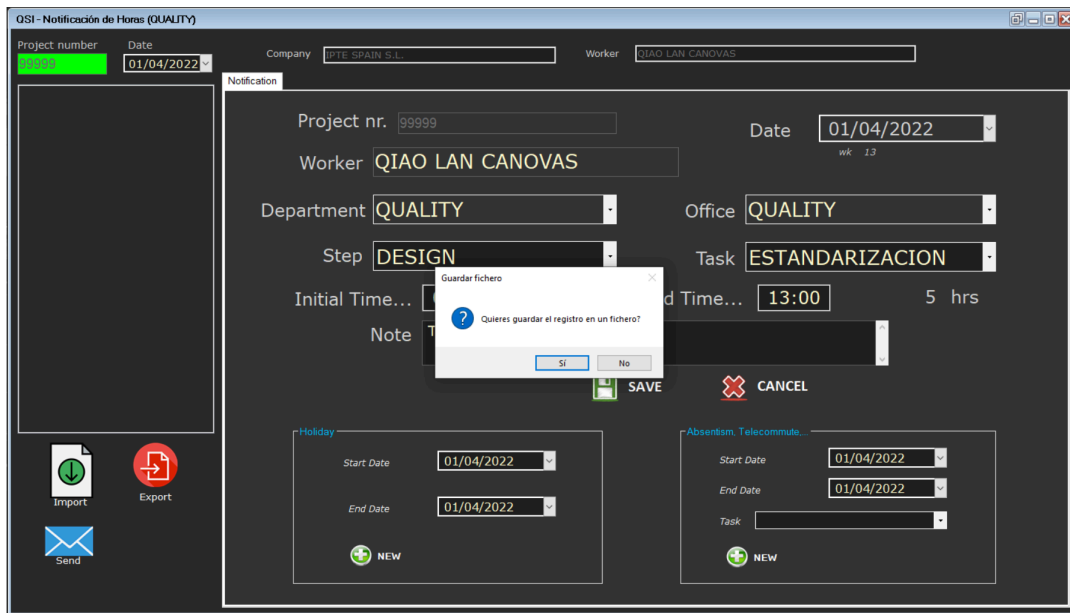 QSI - Notificación de Horas (QUALITY)
Project number Date
99999 01/04/2022
Company IPTE SPAIN S.L. Worker QIAO LAN CANOVAS
Notification
Project nr. 99999 Date 01/04/2022
wk 13
Worker QIAO LAN CANOVAS
Department QUALITY Office QUALITY
Step DESIGN Task ESTANDARIZACION
Initial Time... d Time... 13:00 5 hrs
Note T
Guardar fichero
Quieres guardar el registro en un fichero?
Sí No
SAVE CANCEL
Holiday
Start Date 01/04/2022
End Date 01/04/2022
NEW
Absentism, Telecommute,...
Start Date 01/04/2022
End Date 01/04/2022
Task
NEW
Import Export
Send